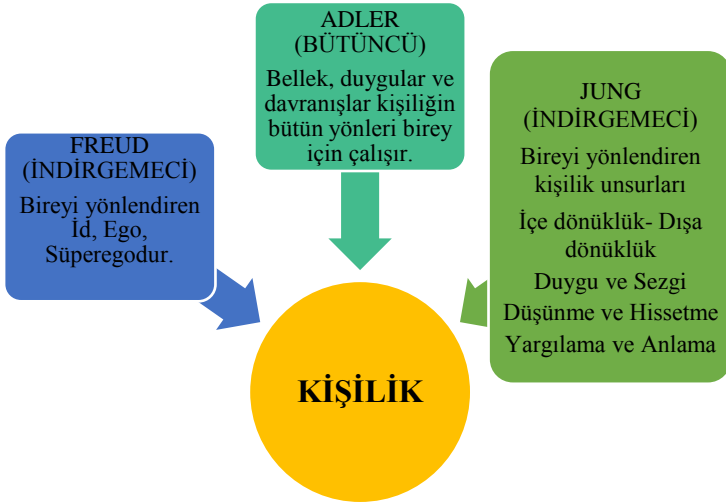 FREUD
(İNDİRGEMECİ)
Bireyi yönlendiren
İd, Ego,
Süperegodur.
ADLER
(BÜTÜNCÜ)
Bellek, duygular ve
davranışlar kişiliğin
bütün yönleri birey
için çalışır.
JUNG
(İNDİRGEMECİ)
Bireyi yönlendiren
kişilik unsurları
İçe dönüklük- Dışa
dönüklük
Duygu ve Sezgi
Düşünme ve Hissetme
Yargılama ve Anlama
KİŞİLİK